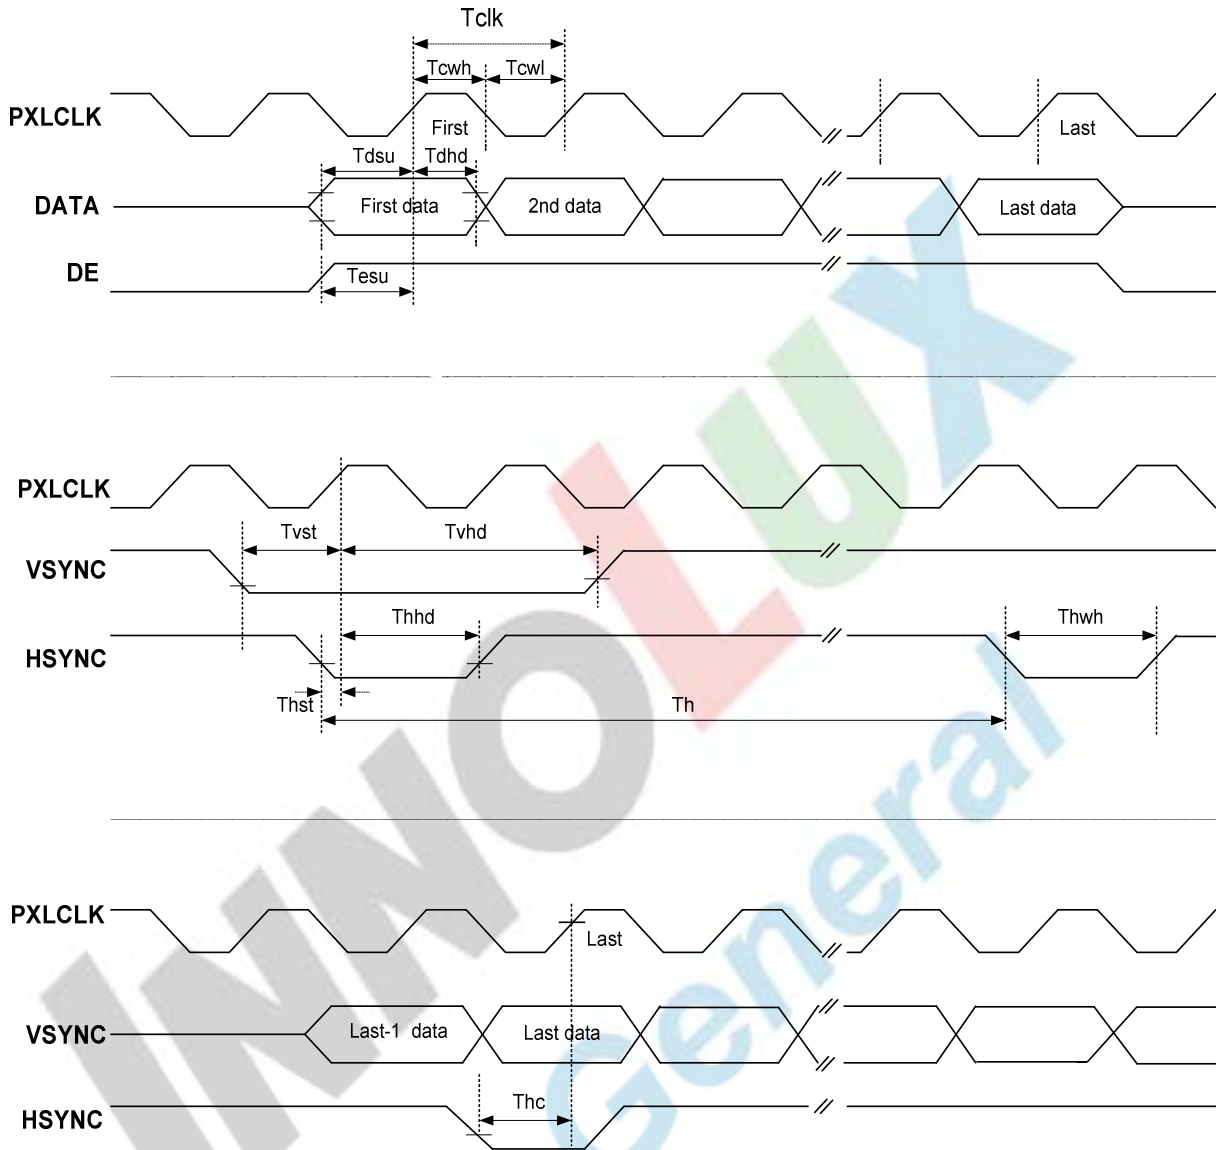 Tclk
Tcwh
Tcwl
PXLCLK
First
Last
Tdsu
Tdhd
DATA
First data
2nd data
Last data
DE
Tesu
PXLCLK
Tvst
Tvhd
VSYNC
Thhd
Thwh
HSYNC
Thst
Th
PXLCLK
Last
VSYNC
Last-1 data
Last data
Thc
HSYNC
INNOLUX
General